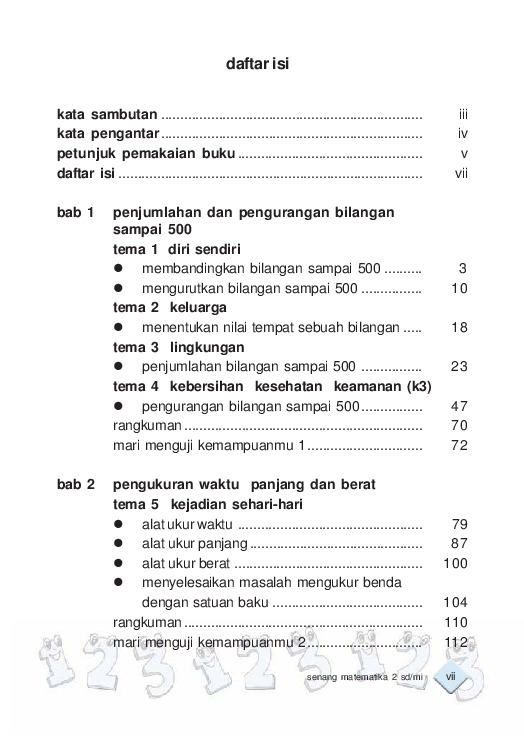 daftar isi
kata sambutan ........................................................................ iii
kata pengantar ........................................................................ iv
petunjuk pemakaian buku ................................................. v
daftar isi .................................................................................. vii
bab 1 penjumlahan dan pengurangan bilangan
sampai 500
tema 1 diri sendiri
● membandingkan bilangan sampai 500 .......... 3
● mengurutkan bilangan sampai 500 ................ 10
tema 2 keluarga
● menentukan nilai tempat sebuah bilangan ..... 18
tema 3 lingkungan
● penjumlahan bilangan sampai 500 ................ 23
tema 4 kebersihan kesehatan keamanan (k3)
● pengurangan bilangan sampai 500 ................ 47
rangkuman ............................................................... 70
mari menguji kemampuanmu 1 .............................. 72
bab 2 pengukuran waktu panjang dan berat
tema 5 kejadian sehari-hari
● alat ukur waktu ................................................ 79
● alat ukur panjang ............................................. 87
● alat ukur berat ................................................. 100
● menyelesaikan masalah mengukur benda
dengan satuan baku ....................................... 104
rangkuman ............................................................... 110
mari menguji kemampuanmu 2 .............................. 112
senang matematika 2 sd/mi vii